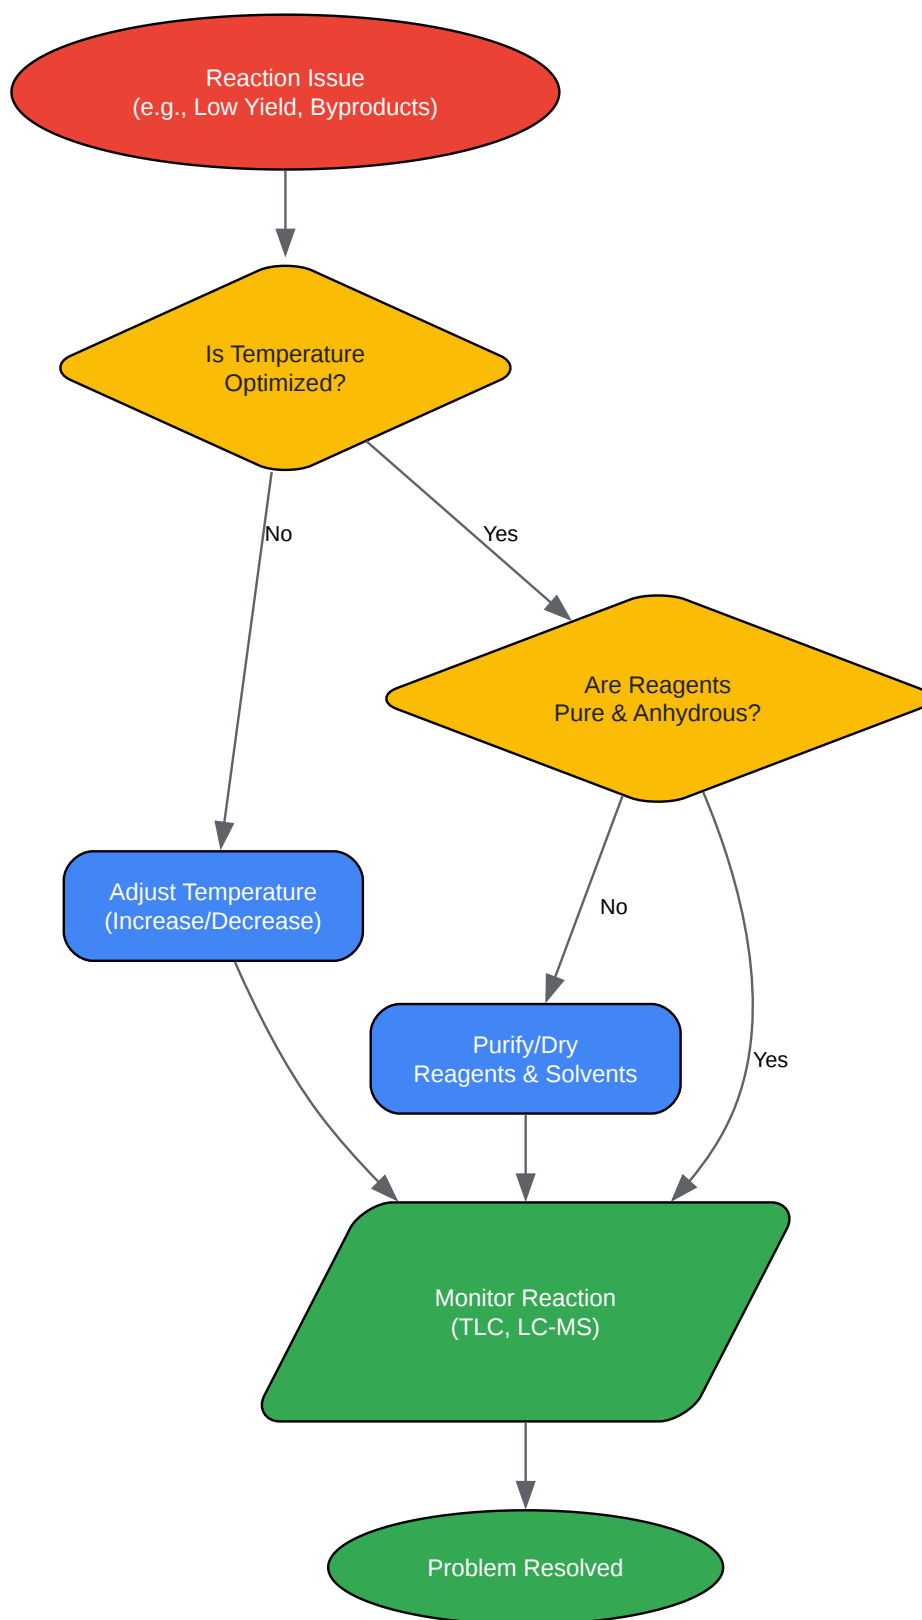 Reaction Issue
(e.g., Low Yield, Byproducts)
Is Temperature
Optimized?
No
Yes
Are Reagents
Pure & Anhydrous?
Adjust Temperature
(Increase/Decrease)
No
Purify/Dry
Reagents & Solvents
Yes
Monitor Reaction
(TLC, LC-MS)
Problem Resolved